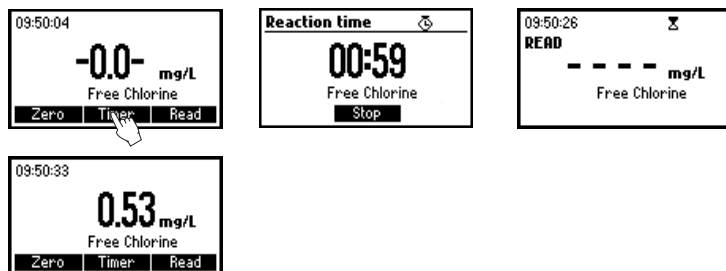 09:50:04
-0.0- mg/L
Free Chlorine
Zero Timer Read
Reaction time
00:59
Free Chlorine
Stop
09:50:26
READ
- - - - mg/L
Free Chlorine
09:50:33
0.53 mg/L
Free Chlorine
Zero Timer Read